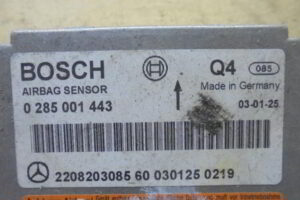 BOSCH
Q4 085
AIRBAG SENSOR
Made in Germany
0 285 001 443
03-01-25
2208203085 60 030125 0219